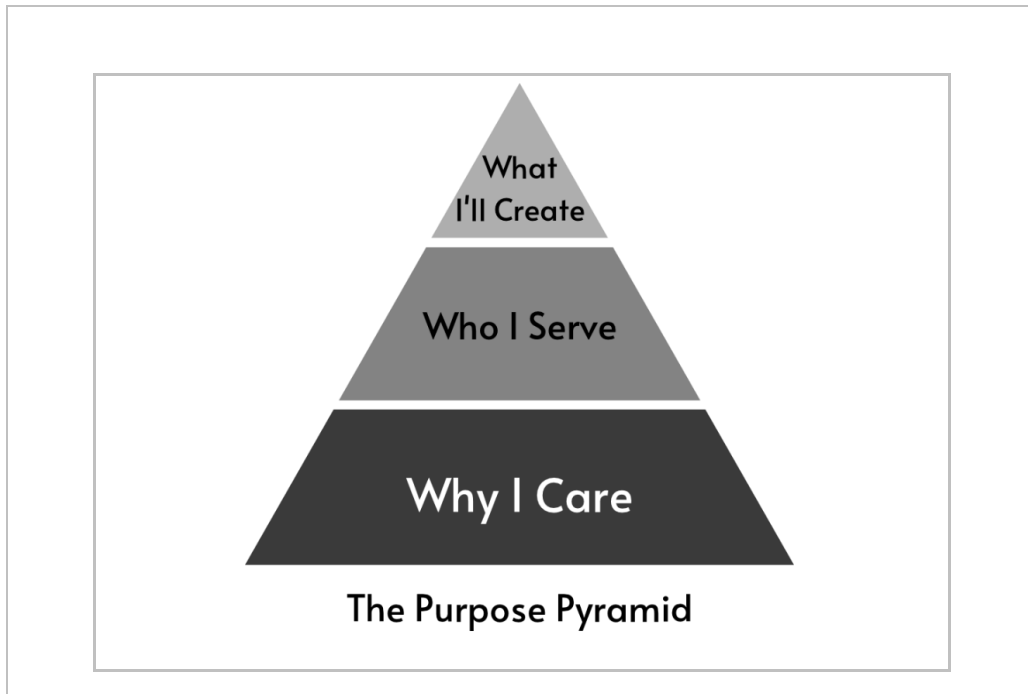 What
I'll Create
Who I Serve
Why I Care
The Purpose Pyramid